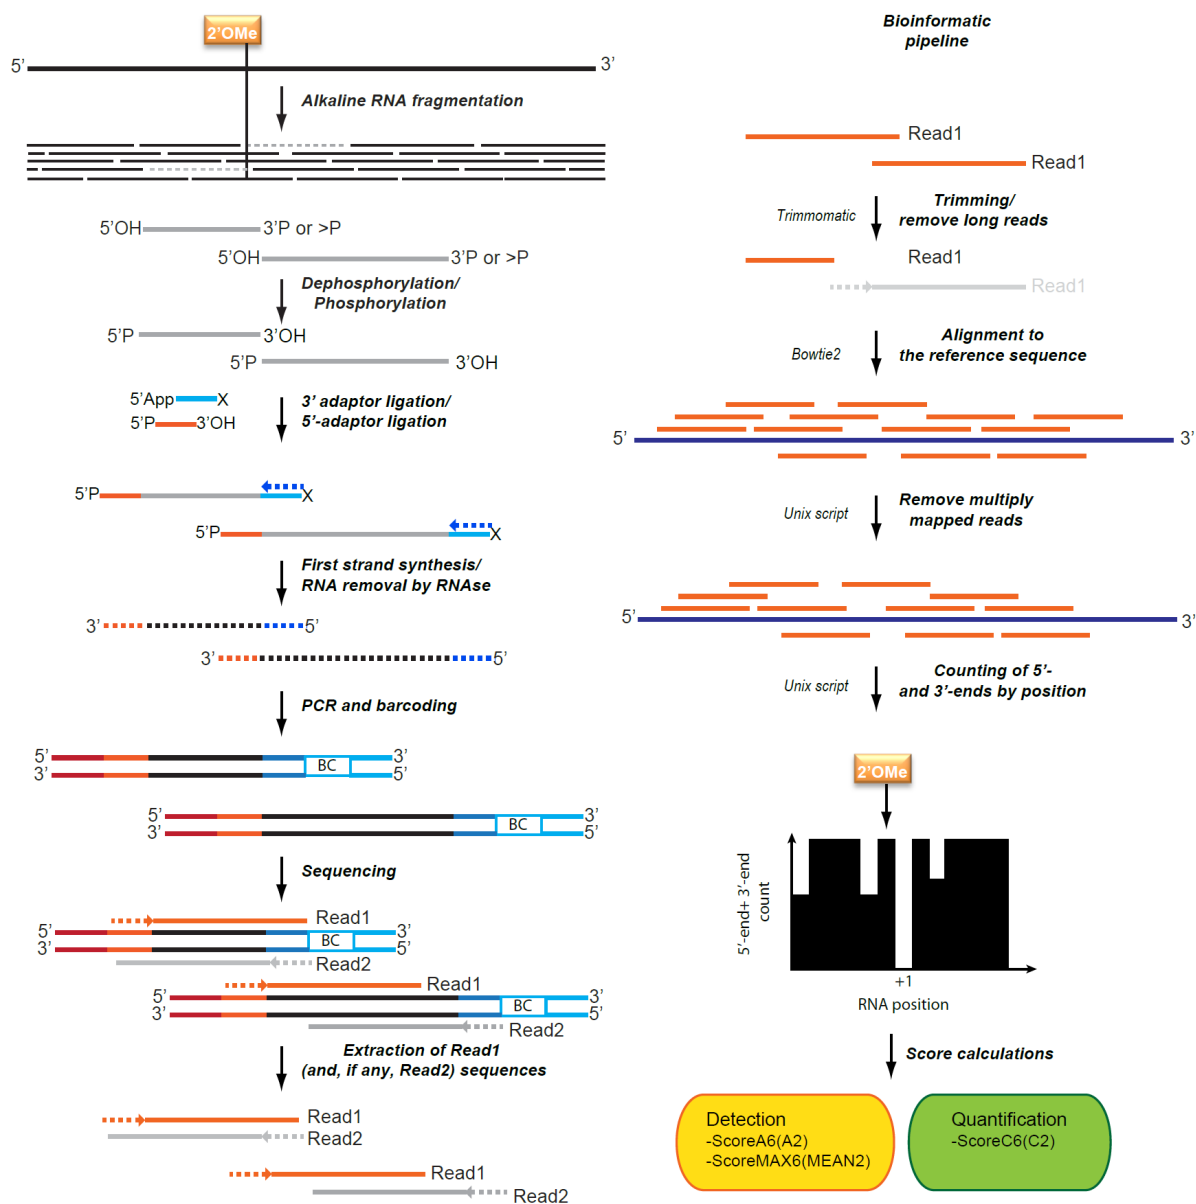 2'OMe
5'
3'
Alkaline RNA fragmentation
5'OH
3'P or >P
5'OH
3'P or >P
Dephosphorylation/
Phosphorylation
5'P
3'OH
5'P
3'OH
5'App
X
5'P
3'OH
3' adaptor ligation/
5'-adaptor ligation
5'P
X
5'P
X
First strand synthesis/
RNA removal by RNAse
3'
5'
3'
5'
PCR and barcoding
5'
3'
3'
BC
5'
5'
3'
3'
BC
5'
Sequencing
Read1
5'
3'
3'
BC
5'
Read2
Read1
5'
3'
3'
BC
5'
Read2
Extraction of Read1
(and, if any, Read2) sequences
Read1
Read2
Read1
Read2
Bioinformatic
pipeline
Read1
Read1
Trimmomatic
Trimming/
remove long reads
Read1
Read1
Bowtie2
Alignment to
the reference sequence
5'
3'
Unix script
Remove multiply
mapped reads
5'
3'
Unix script
Counting of 5'-
and 3'-ends by position
2'OMe
5'-end+ 3'-end
count
+1
RNA position
Score calculations
Detection
-ScoreA6(A2)
-ScoreMAX6(MEAN2)
Quantification
-ScoreC6(C2)